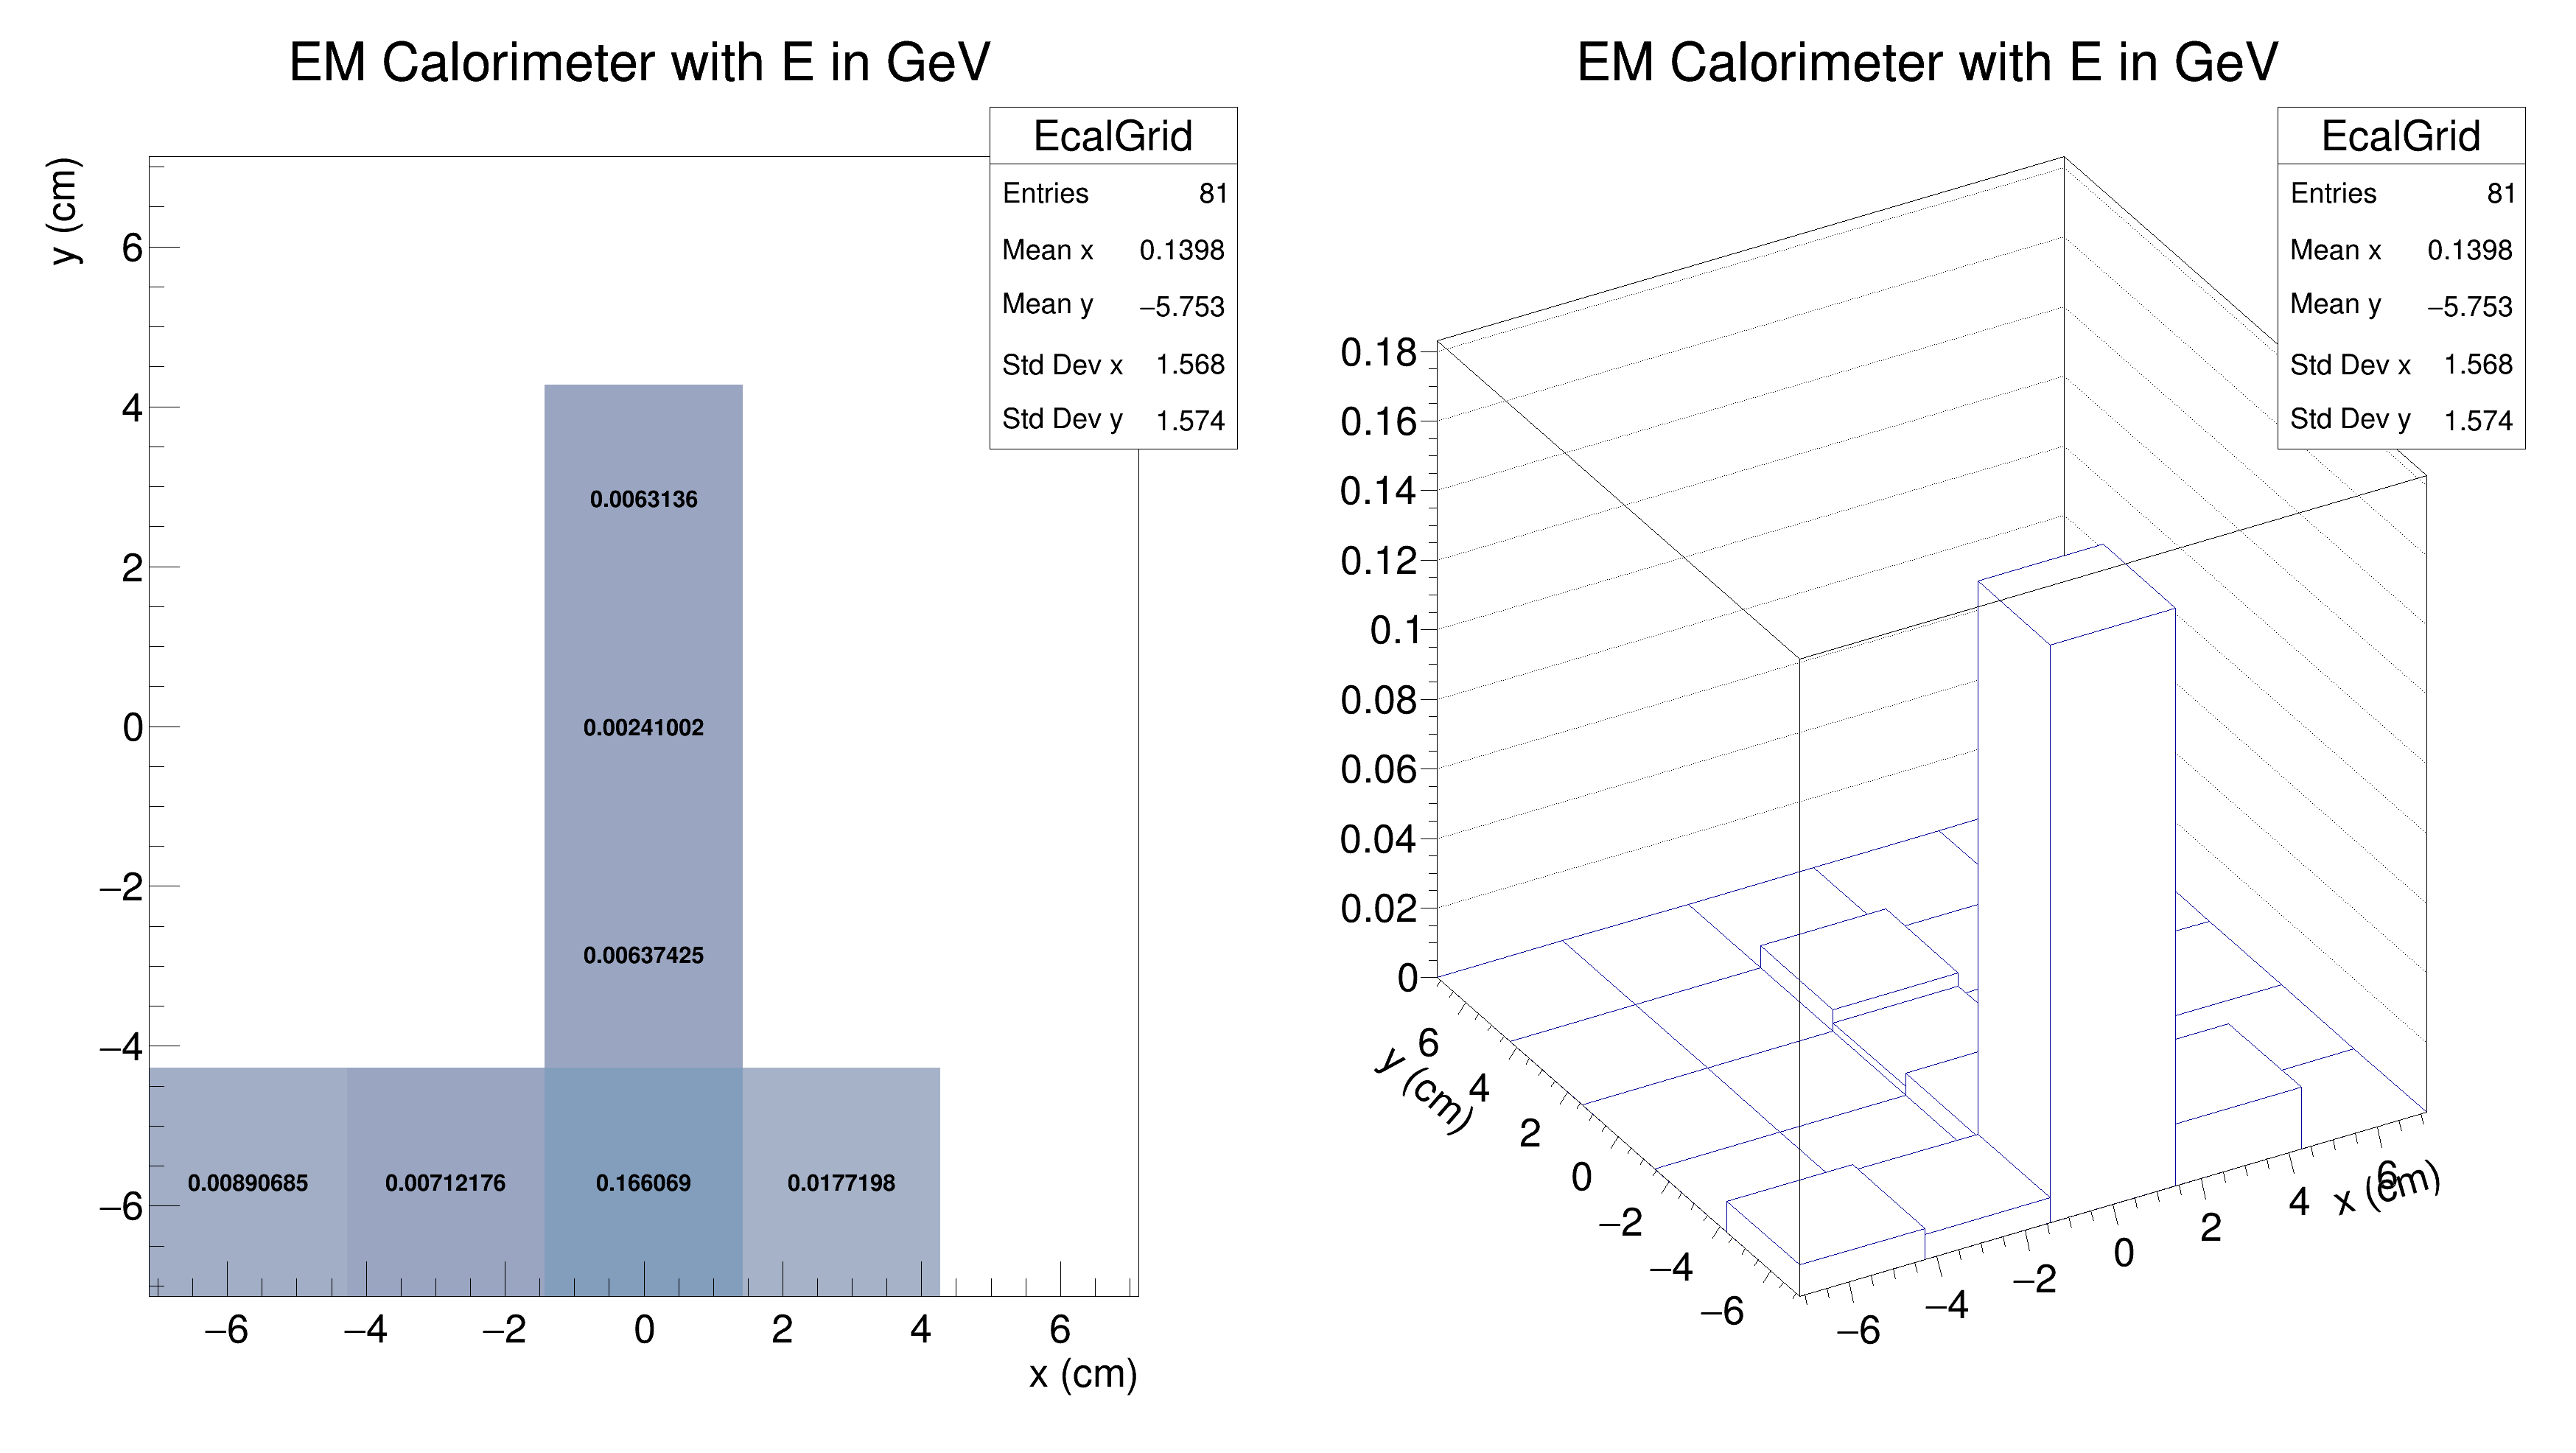 EM Calorimeter with E in GeV
EcalGrid
Entries 81
Mean x 0.1398
Mean y −5.753
Std Dev x 1.568
Std Dev y 1.574
y (cm)
6
4
2
0
−2
−4
−6
0.0063136
0.00241002
0.00637425
0.00890685 0.00712176 0.166069 0.0177198
−6 −4 −2 0 2 4 6
x (cm)
EM Calorimeter with E in GeV
EcalGrid
Entries 81
Mean x 0.1398
Mean y −5.753
Std Dev x 1.568
Std Dev y 1.574
0.18
0.16
0.14
0.12
0.1
0.08
0.06
0.04
0.02
0
y (cm)
6
4
2
0
−2
−4
−6
−6 −4 −2 0 2 4 6
x (cm)